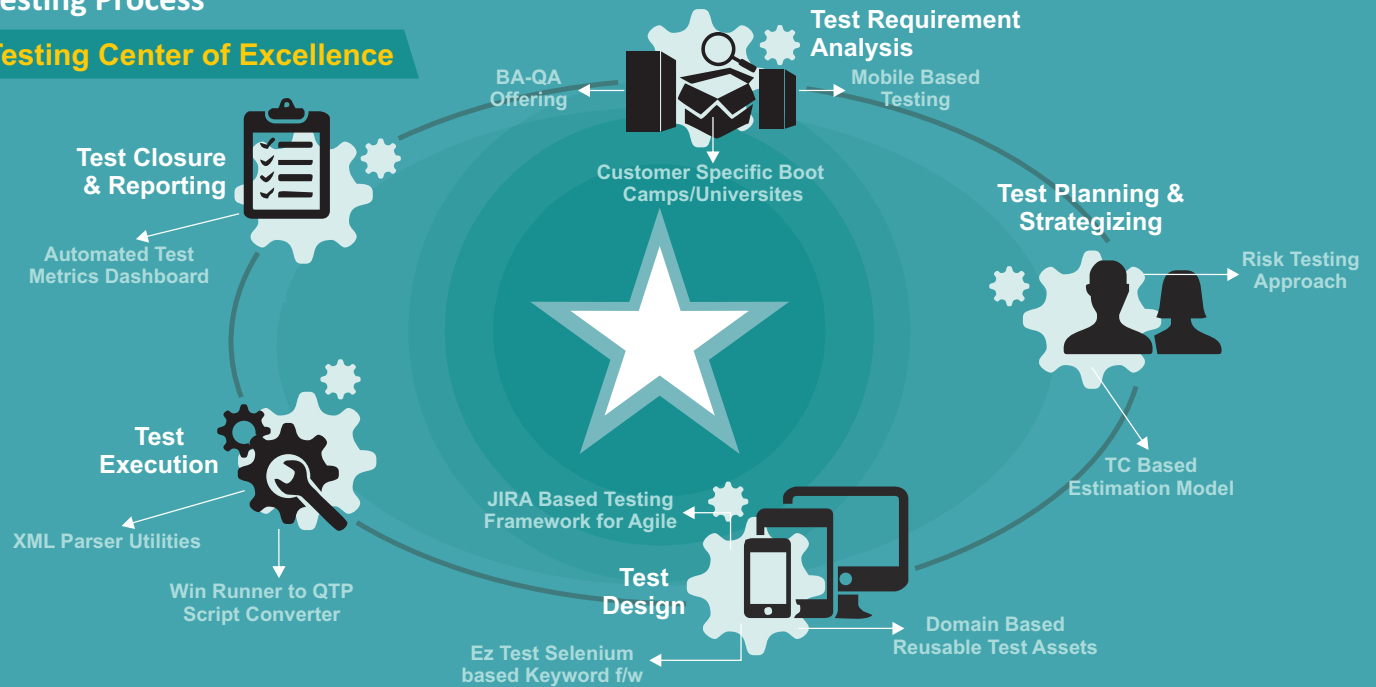 esting Process
Testing Center of Excellence
Test Requirement
Analysis
BA-QA
Offering
Mobile Based
Testing
Customer Specific Boot
Camps/Universites
Test Planning &
Strategizing
Risk Testing
Approach
TC Based
Estimation Model
Test
Design
JIRA Based Testing
Framework for Agile
Domain Based
Reusable Test Assets
Ez Test Selenium
based Keyword f/w
Test
Execution
XML Parser Utilities
Win Runner to QTP
Script Converter
Test Closure
& Reporting
Automated Test
Metrics Dashboard